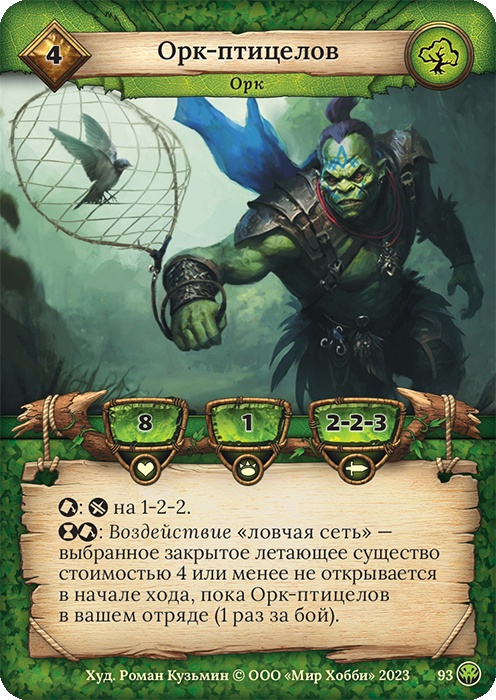 4
Орк-птицелов
Орк
8
1
2-2-3
: на 1-2-2.
: Воздействие «ловчая сеть» —
выбранное закрытое летающее существо
стоимостью 4 или менее не открывается
в начале хода, пока Орк-птицелов
в вашем отряде (1 раз за бой).
Худ. Роман Кузьмин © ООО «Мир Хобби» 2023
93